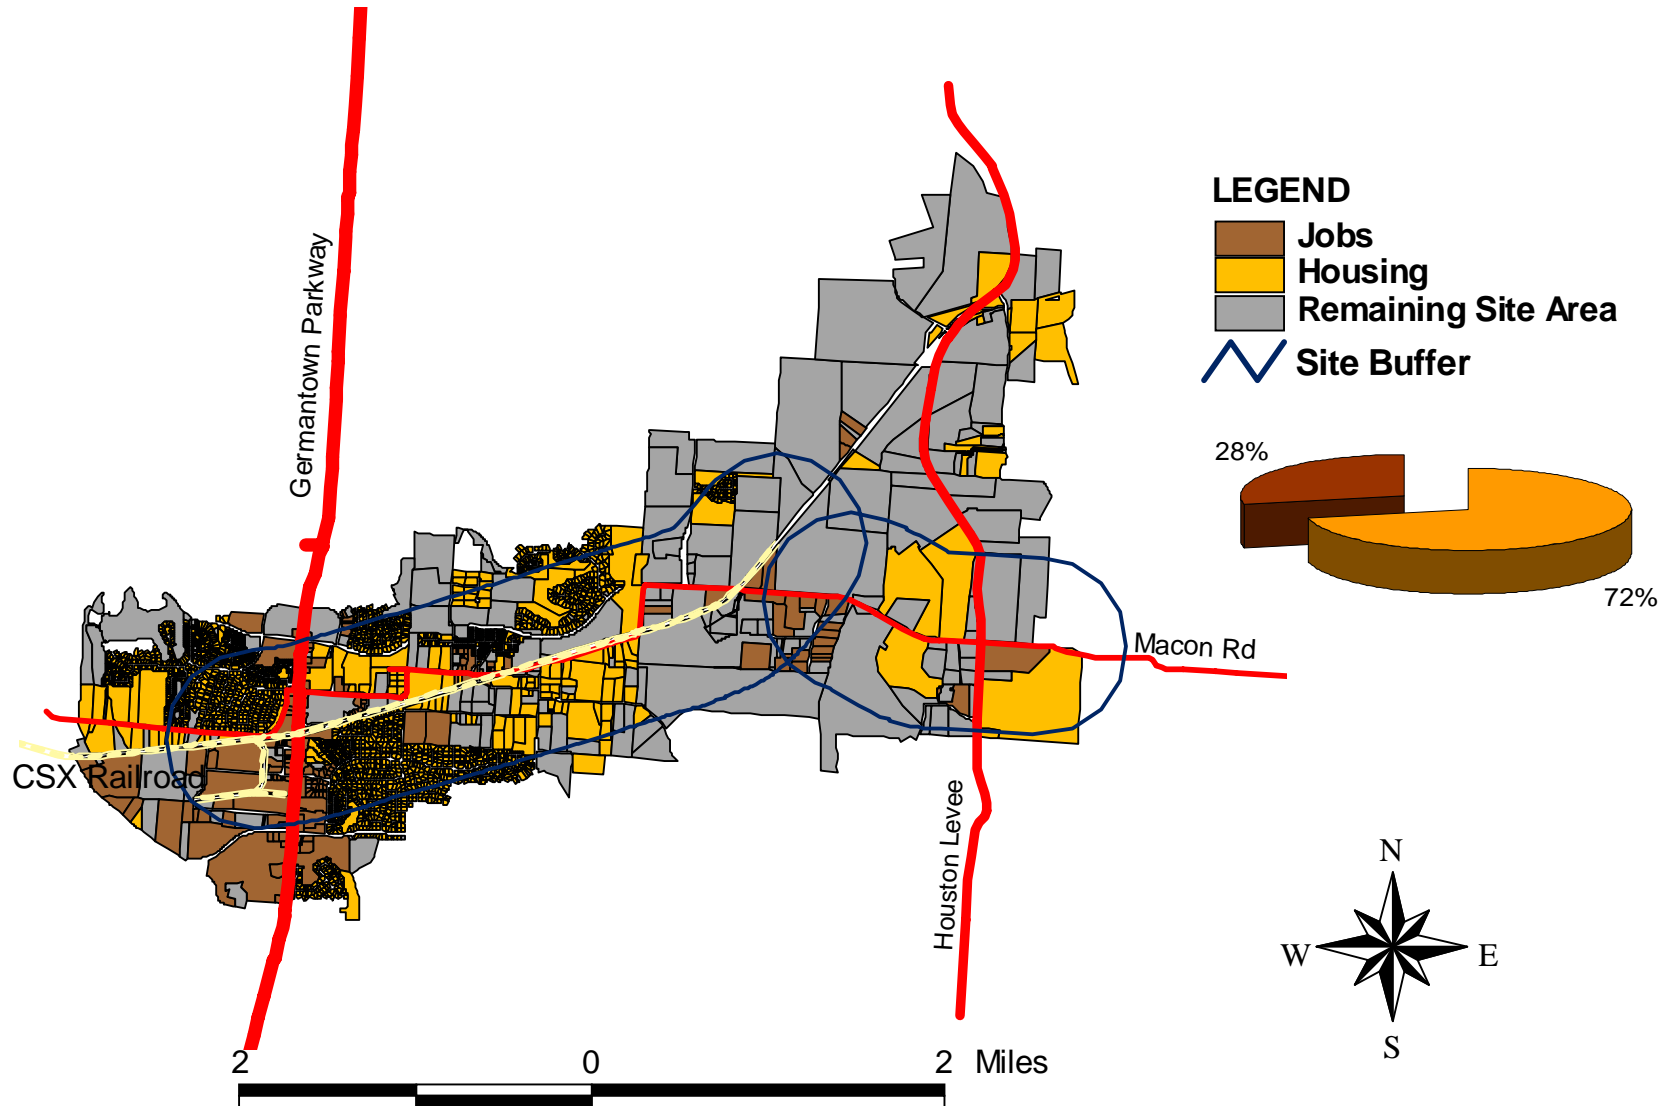 Germantown Parkway
LEGEND
Jobs
Housing
Remaining Site Area
Site Buffer
28%
72%
Macon Rd
CSX Railroad
Houston Levee
N
W
E
S
2 0 2 Miles